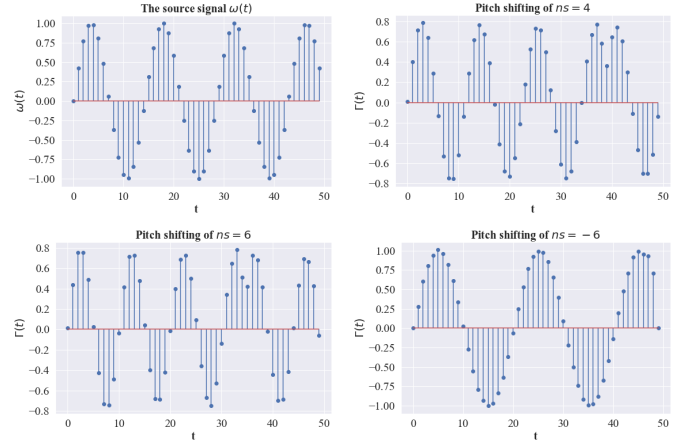 The source signal ω(t)
1.00
0.75
0.50
0.25
0.00
−0.25
−0.50
−0.75
−1.00
ω(t)
0 10 20 30 40 50
t
Pitch shifting of ns = 4
0.8
0.6
0.4
0.2
0.0
−0.2
−0.4
−0.6
−0.8
Γ(t)
0 10 20 30 40 50
t
Pitch shifting of ns = 6
0.8
0.6
0.4
0.2
0.0
−0.2
−0.4
−0.6
−0.8
Γ(t)
0 10 20 30 40 50
t
Pitch shifting of ns = −6
1.00
0.75
0.50
0.25
0.00
−0.25
−0.50
−0.75
−1.00
Γ(t)
0 10 20 30 40 50
t